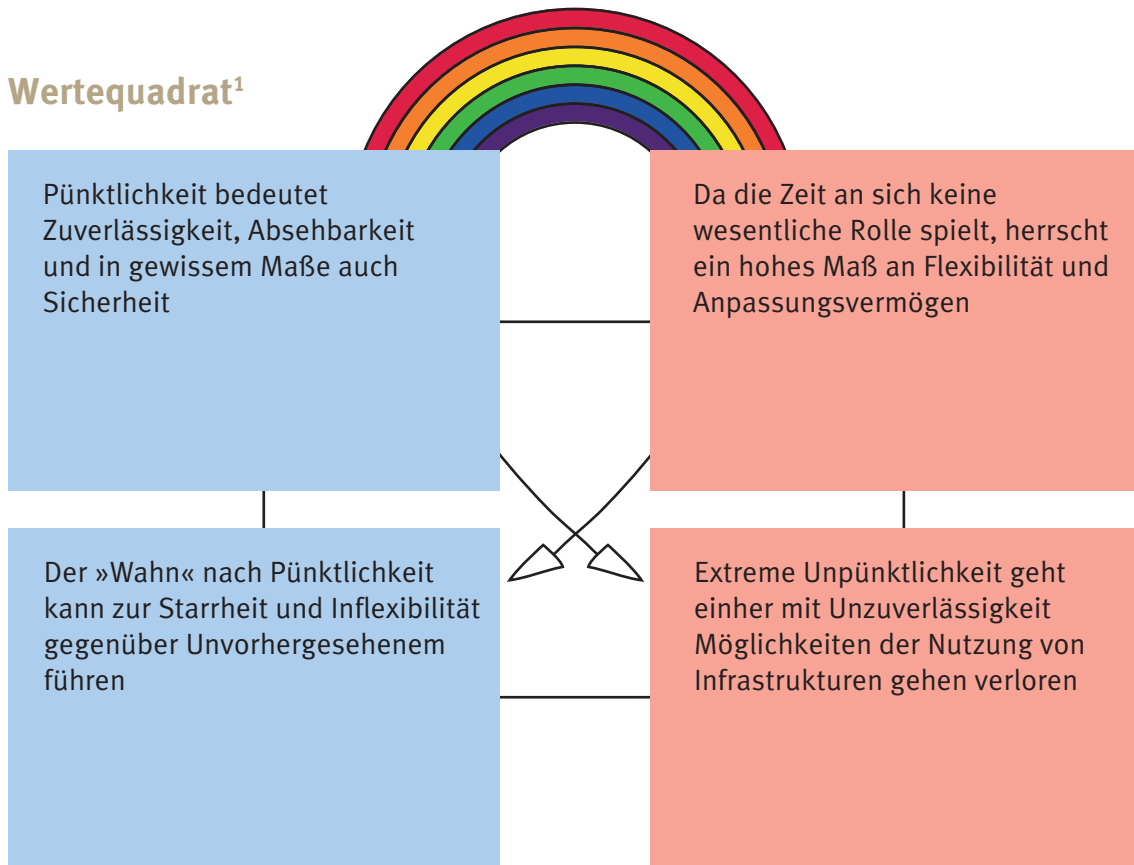 Wertequadrat¹
Pünktlichkeit bedeutet
Zuverlässigkeit, Absehbarkeit
und in gewissem Maße auch
Sicherheit
Da die Zeit an sich keine
wesentliche Rolle spielt, herrscht
ein hohes Maß an Flexibilität und
Anpassungsvermögen
Der »Wahn« nach Pünktlichkeit
kann zur Starrheit und Inflexibilität
gegenüber Unvorhergesehenem
führen
Extreme Unpünktlichkeit geht
einher mit Unzuverlässigkeit
Möglichkeiten der Nutzung von
Infrastrukturen gehen verloren